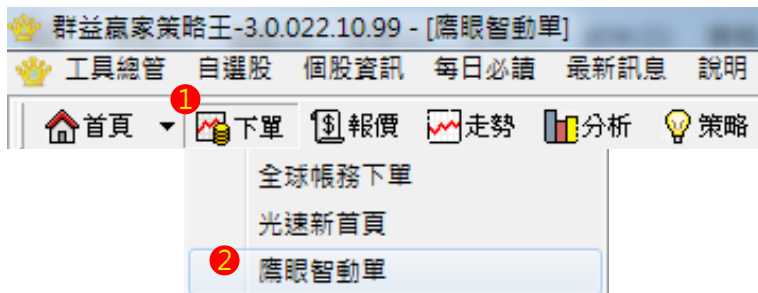 群益贏家策略王-3.0.022.10.99 - [鷹眼智動單]
工具總管 自選股 個股資訊 每日必讀 最新訊息 說明
1
首頁 下單 報價 走勢 分析 策略
全球帳務下單
光速新首頁
2 鷹眼智動單